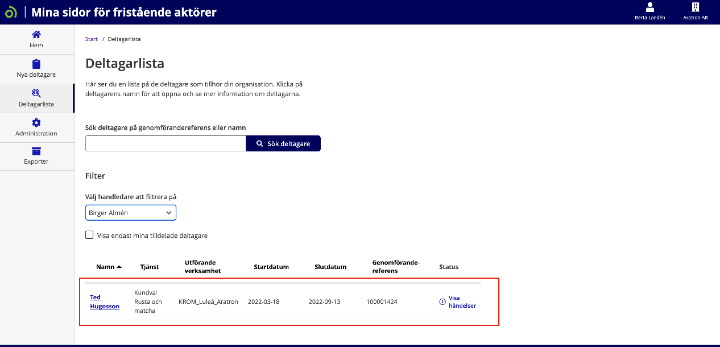 Mina sidor för fristående aktörer
Berta Landén
Aratron AB
Hem
Nya deltagare
Deltagarlista
Administration
Exporter
Start / Deltagarlista
Deltagarlista
Här ser du en lista på de deltagare som tillhör din organisation. Klicka på
deltagarens namn för att öppna och se mer information om deltagarna.
Sök deltagare på genomförandereferens eller namn
Sök deltagare
Filter
Välj handledare att filtrera på
Birger Almén
Visa endast mina tilldelade deltagare
Namn Tjänst Utförande verksamhet Startdatum Slutdatum Genomförande-referens Status
Ted Hugosson
Kundval Rusta och matcha
KROM_Luleå_Aratron
2022-03-18
2022-09-13
100001424
Visa händelser